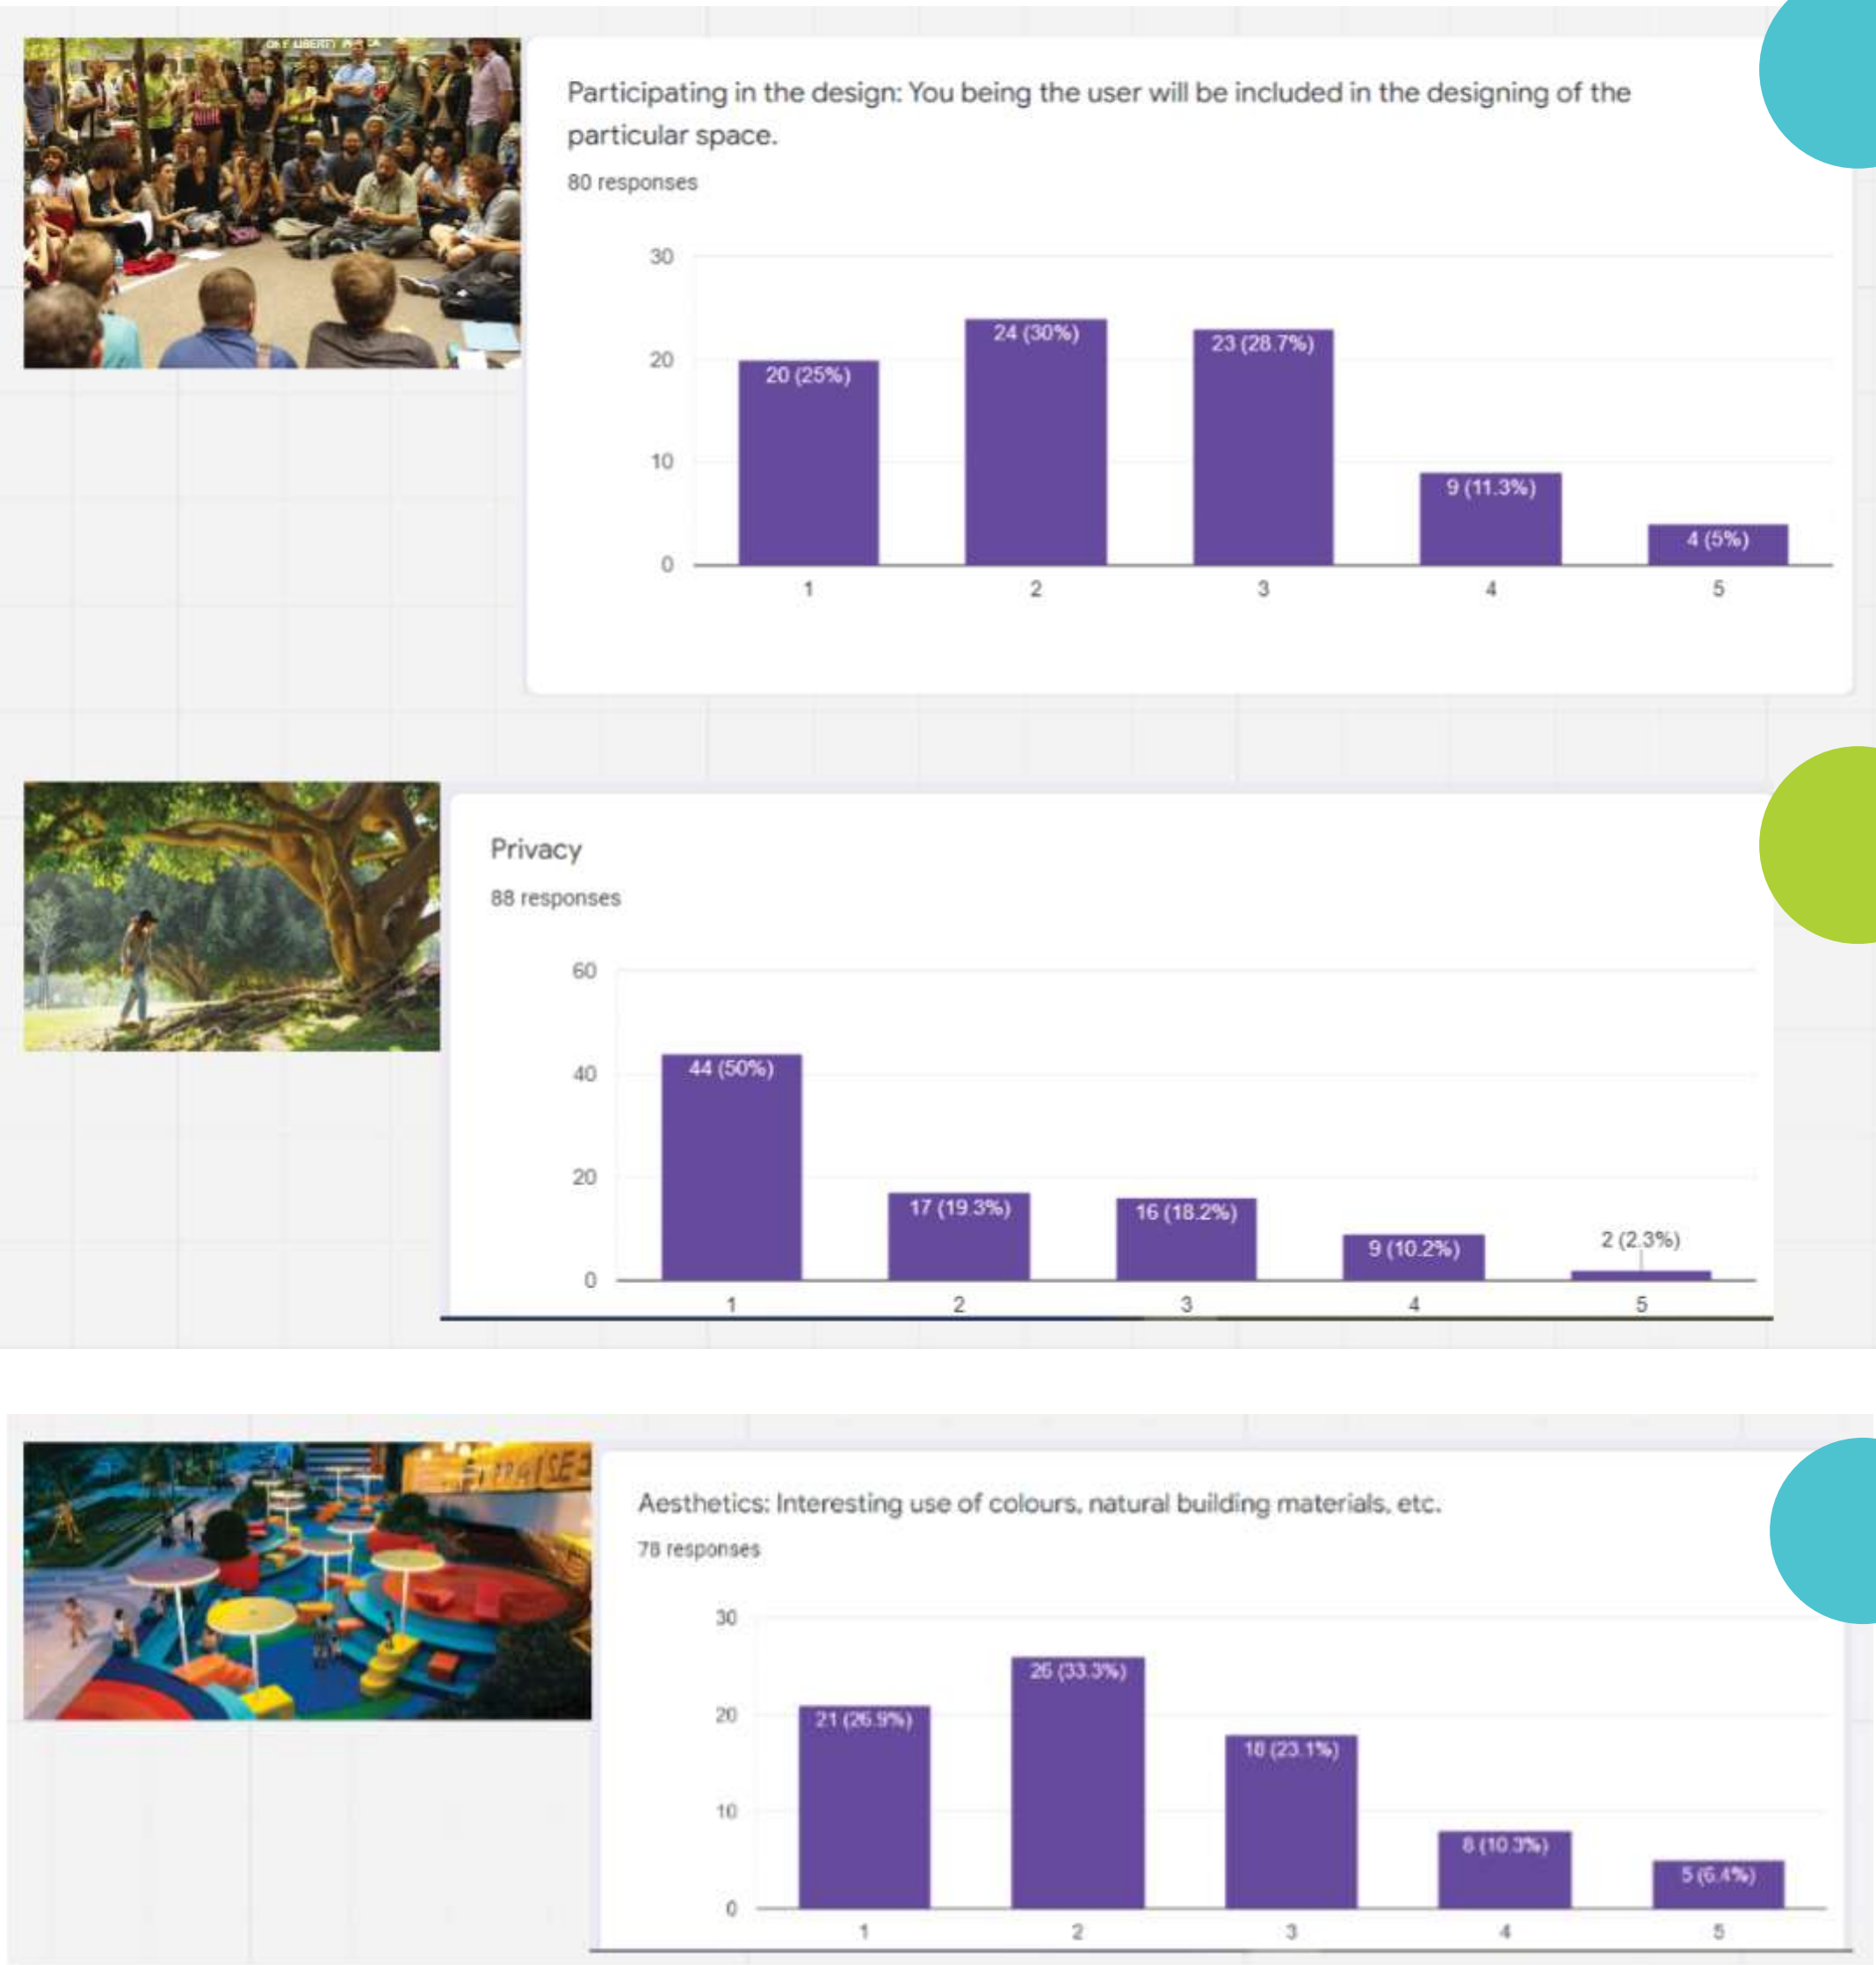 ONE LIBERTY PLAZA
Participating in the design: You being the user will be included in the designing of the
particular space.
80 responses
30
20
10
0
20 (25%)
24 (30%)
23 (28.7%)
9 (11.3%)
4 (5%)
1 2 3 4 5
Privacy
88 responses
60
40
20
0
44 (50%)
17 (19.3%)
16 (18.2%)
9 (10.2%)
2 (2.3%)
1 2 3 4 5
Aesthetics: Interesting use of colours, natural building materials, etc.
78 responses
30
20
10
0
21 (26.9%)
26 (33.3%)
18 (23.1%)
8 (10.3%)
5 (6.4%)
1 2 3 4 5